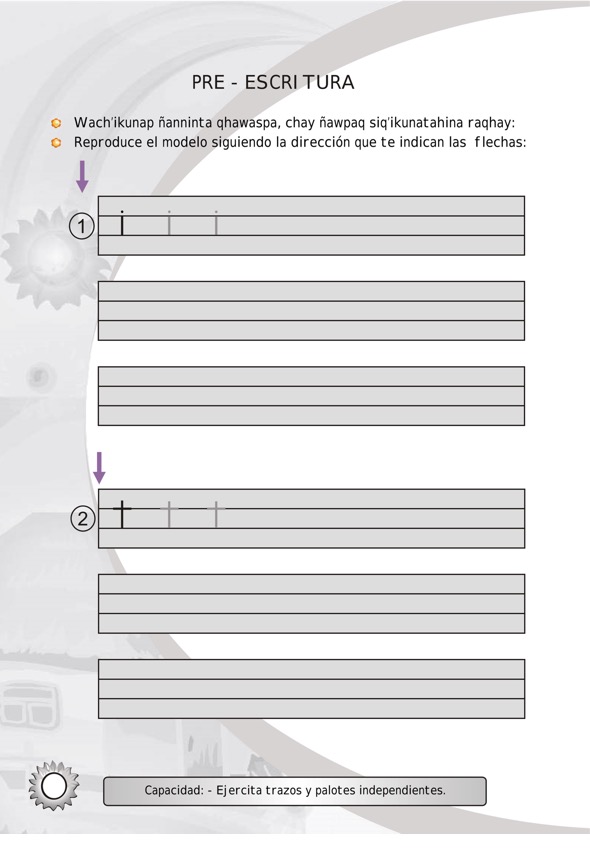 PRE - ESCRITURA
Wach'ikunap ñanninta qhawaspa, chay ñawpaq siq'ikunatahina raqhay:
Reproduce el modelo siguiendo la dirección que te indican las flechas:
1 i i i
2 t t t
Capacidad: - Ejercita trazos y palotes independientes.